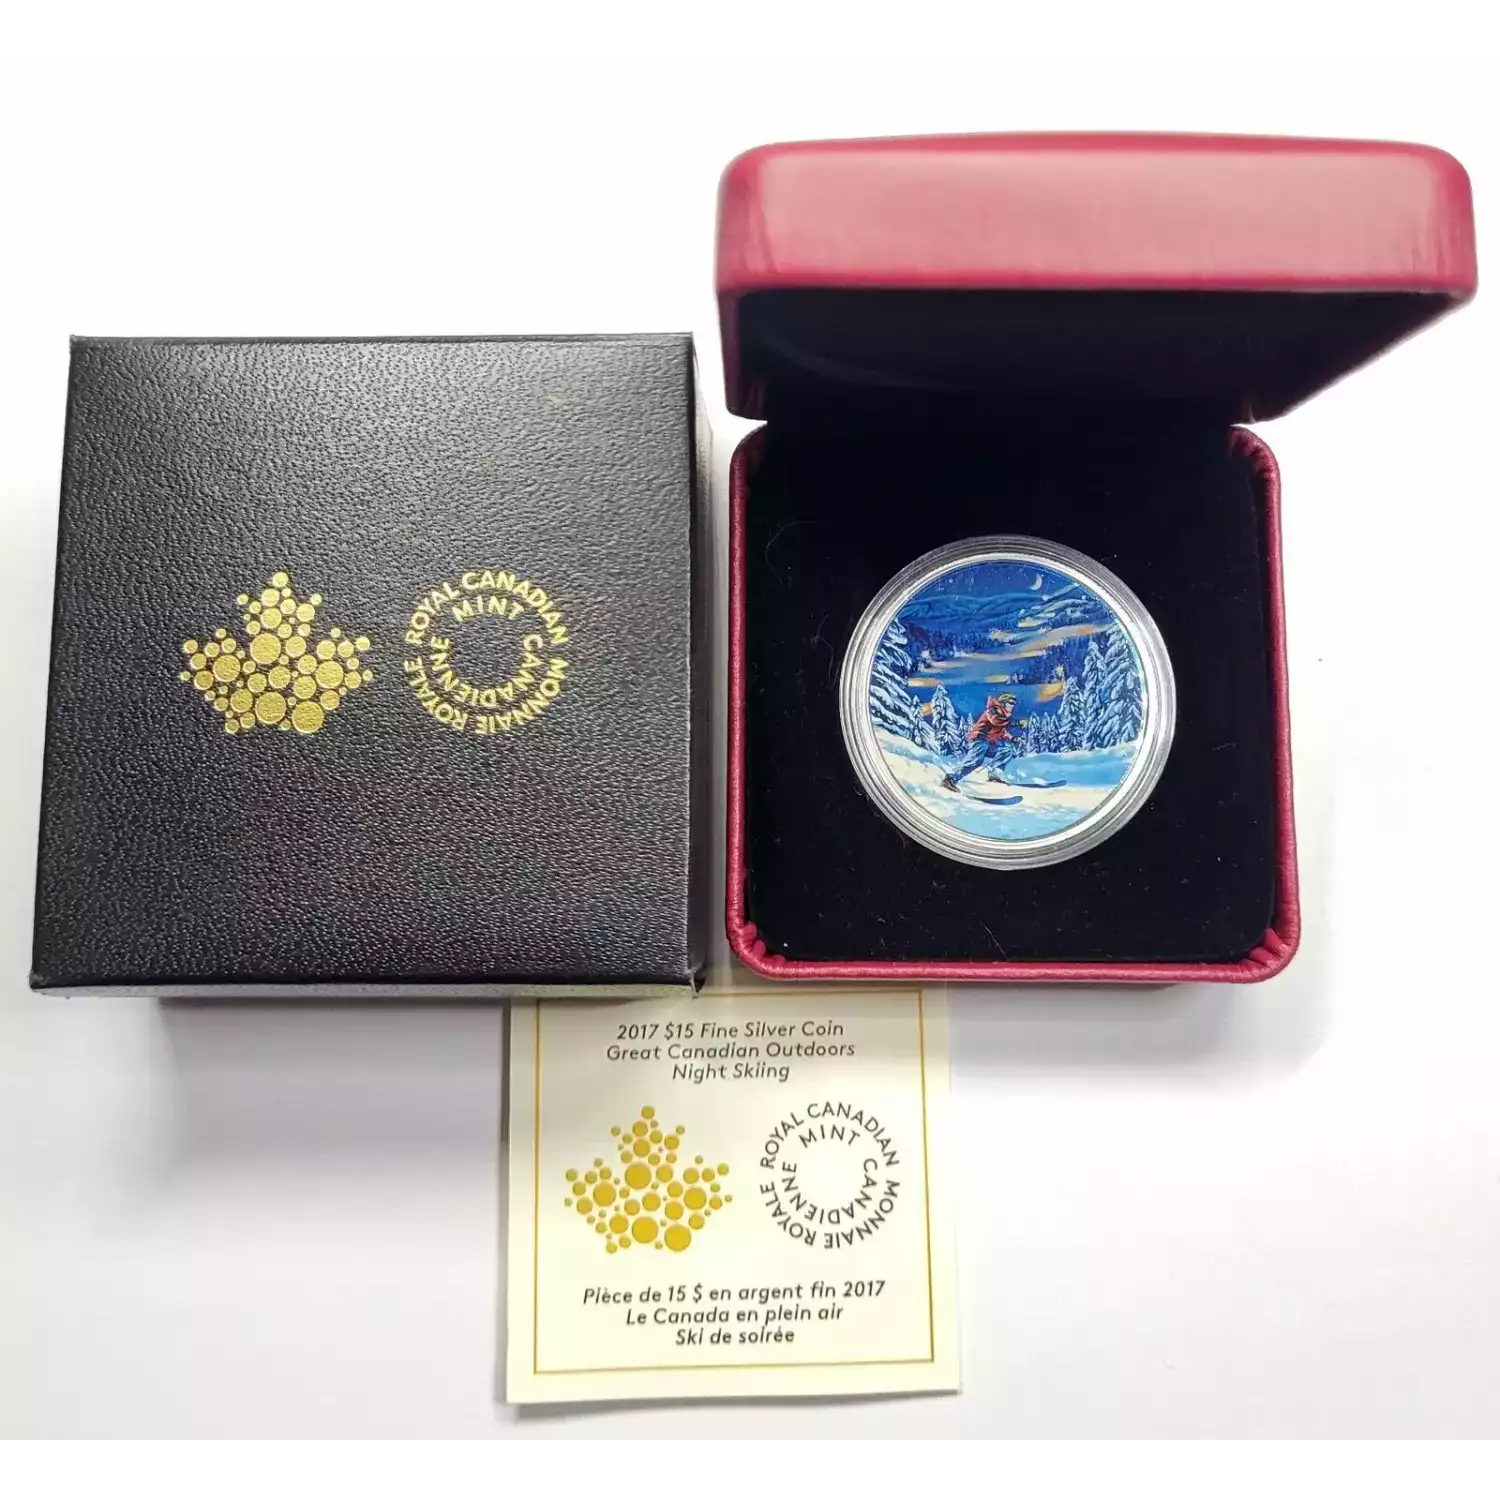 ROYAL CANADIAN MINT
MONNAIE ROYALE CANADIENNE
2017 $15 Fine Silver Coin
Great Canadian Outdoors
Night Skiing
ROYAL CANADIAN MINT
MONNAIE ROYALE CANADIENNE
Pièce de 15 $ en argent fin 2017
Le Canada en plein air
Ski de soirée